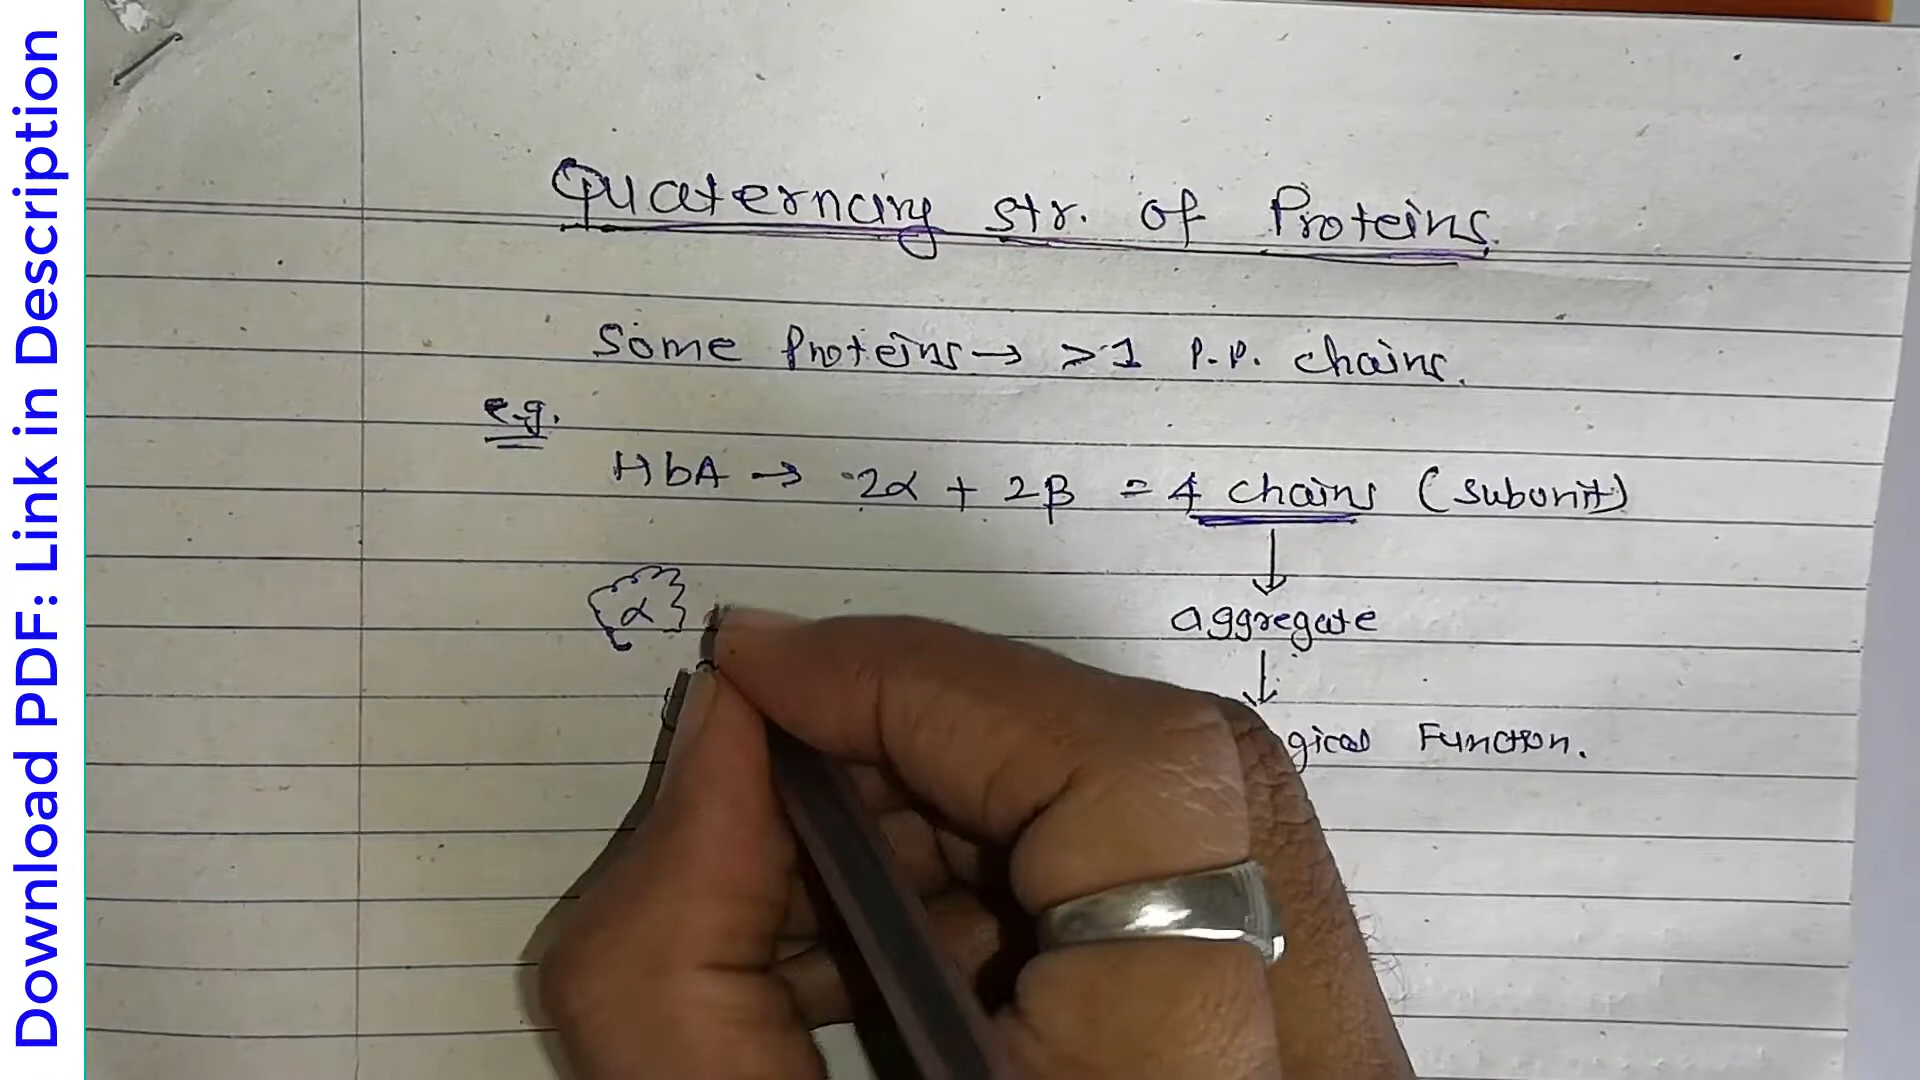 Download PDF: Link in Description
Quaternary str. of Proteins.
Some Proteins → >1 P.P. chains.
e.g.
HbA → 2α + 2β = 4 chains (subunit)
↓
α
aggregate
↓
Function.